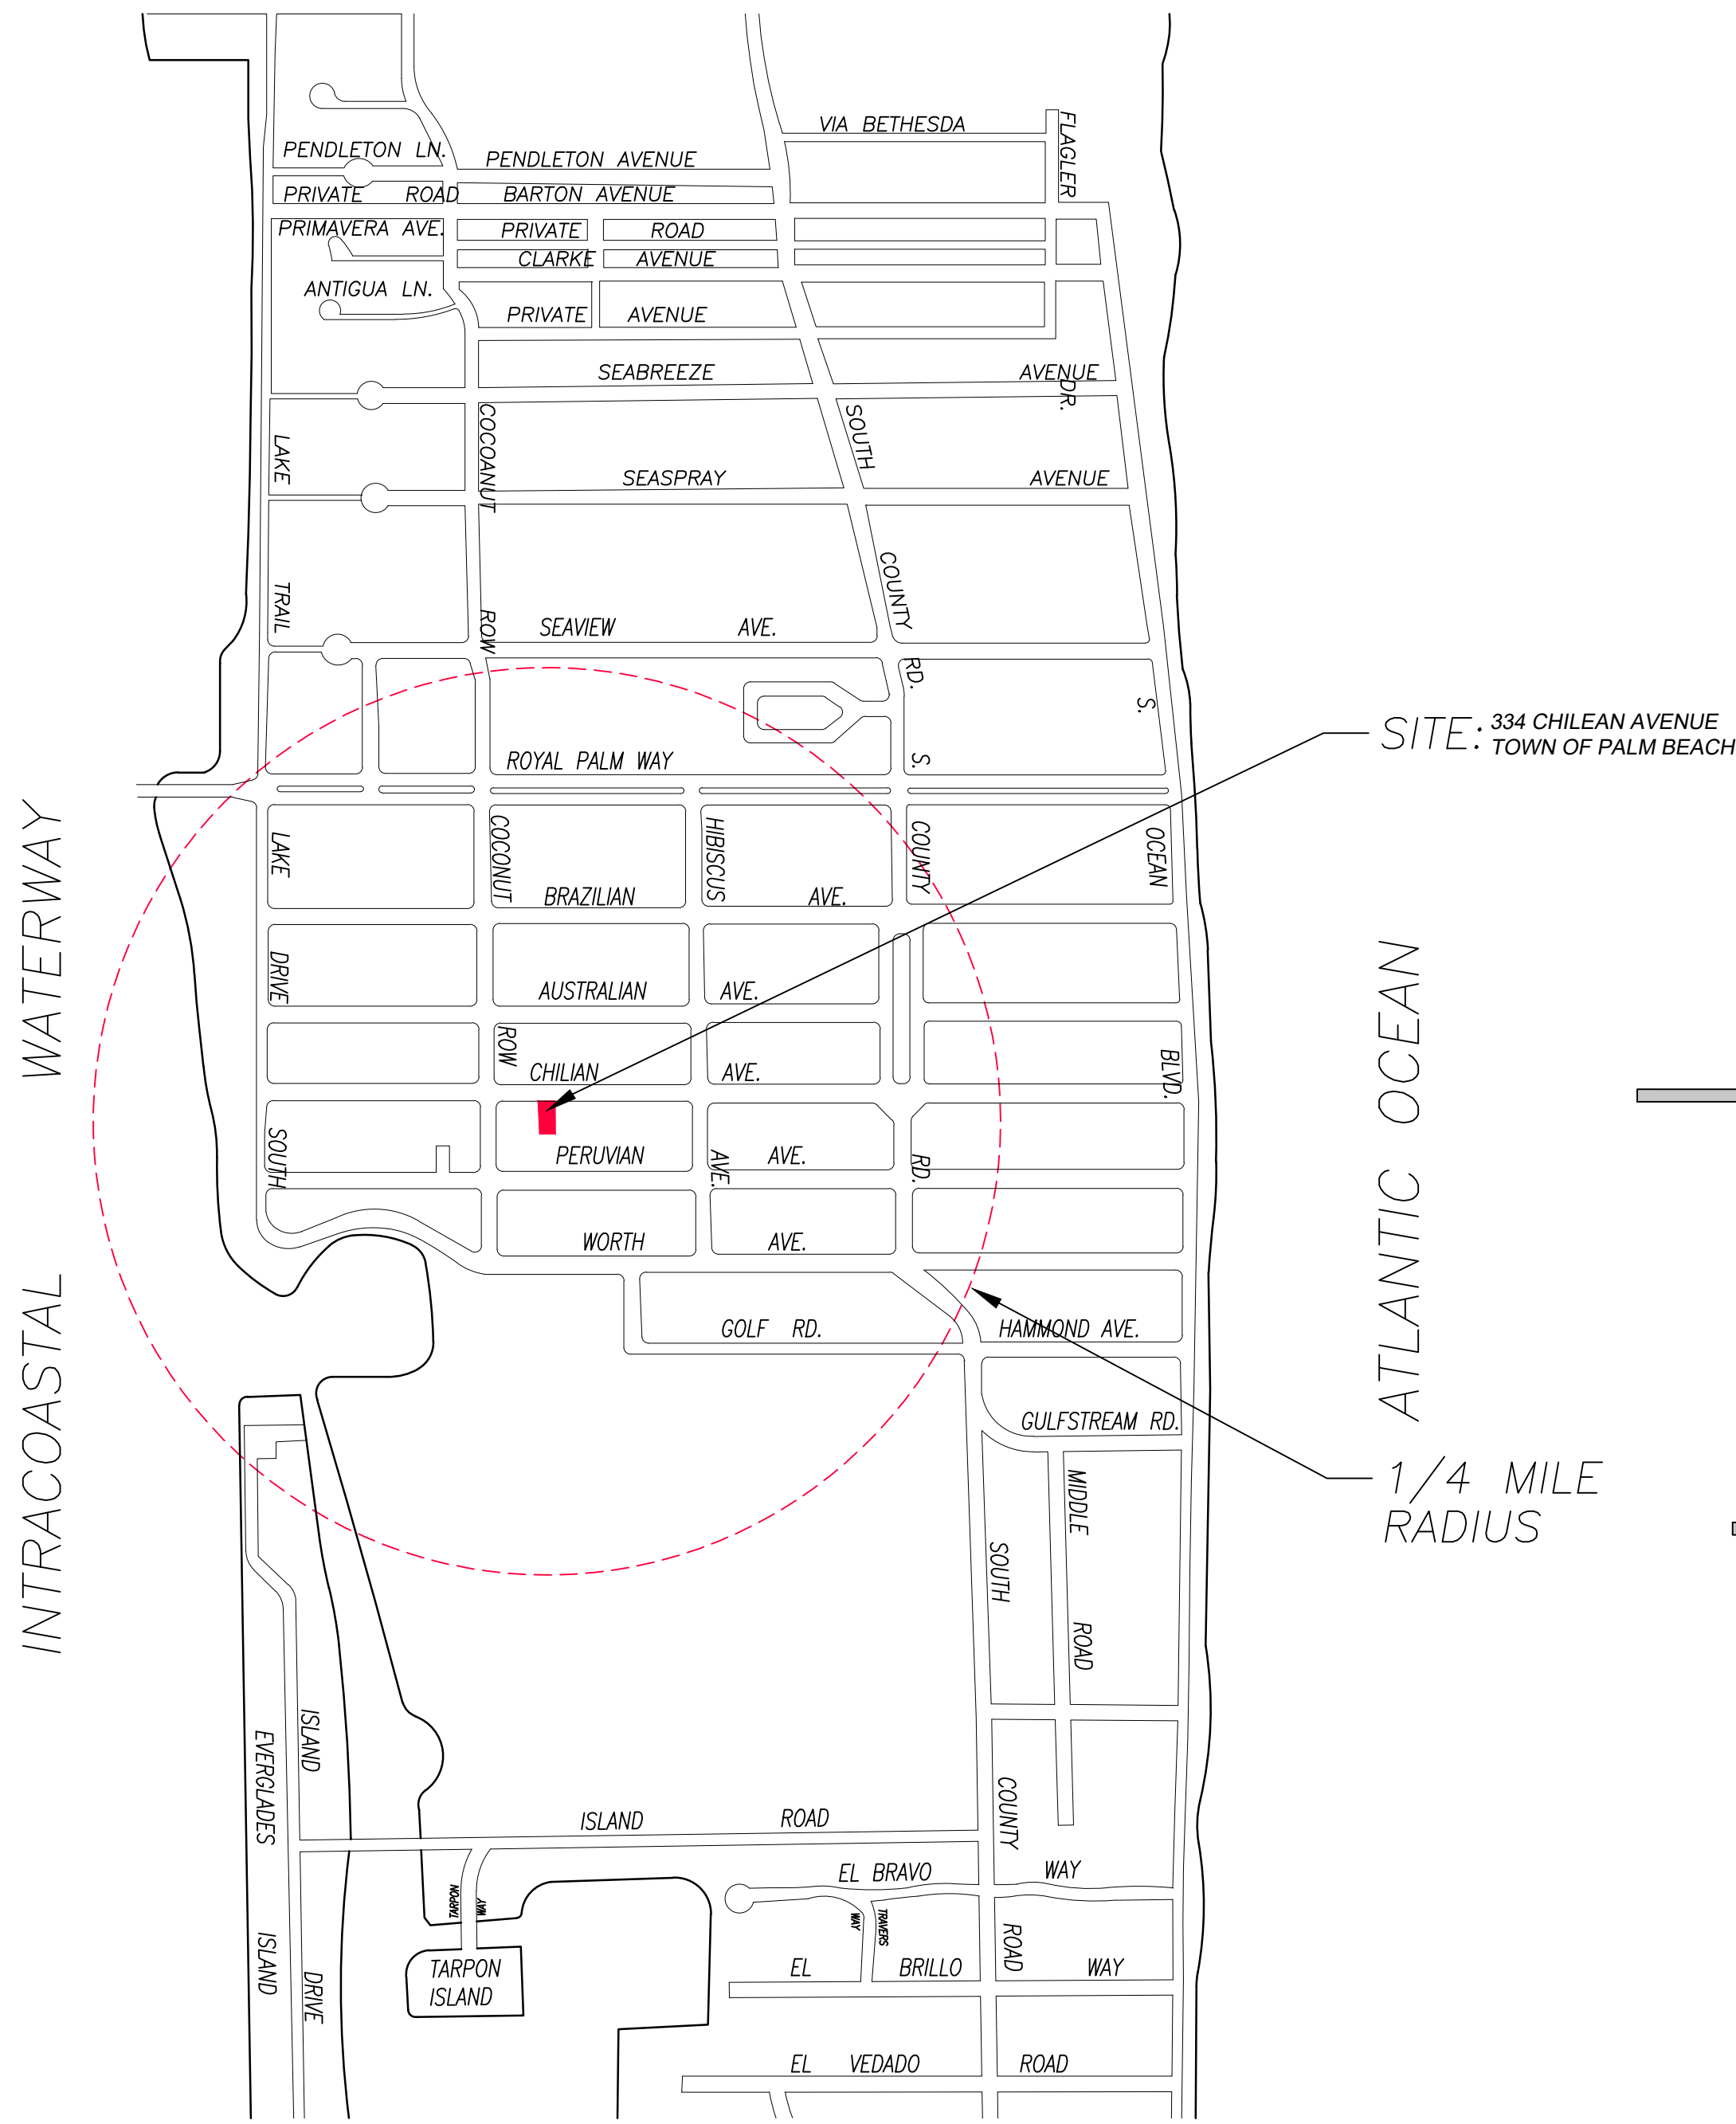 VIA BETHESDA
FLAGLER
PENDLETON LN.
PENDLETON AVENUE
PRIVATE ROAD
BARTON AVENUE
PRIMAVERA AVE.
PRIVATE ROAD
CLARKE AVENUE
ANTIGUA LN.
PRIVATE AVENUE
SEABREEZE AVENUE
DR.
COCOANUT
SOUTH
LAKE
SEASPRAY AVENUE
COUNTY
TRAIL
ROW
SEAVIEW AVE.
RD.
S.
SITE: 334 CHILEAN AVENUE
TOWN OF PALM BEACH
ROYAL PALM WAY
S.
LAKE
COCONUT
HIBISCUS
COUNTY
OCEAN
BRAZILIAN AVE.
WATERWAY
DRIVE
AUSTRALIAN AVE.
ATLANTIC OCEAN
ROW
CHILIAN AVE.
BLVD.
SOUTH
PERUVIAN AVE.
AVE.
RD.
WORTH AVE.
INTRACOASTAL
GOLF RD.
HAMMOND AVE.
GULFSTREAM RD.
1/4 MILE
RADIUS
MIDDLE
SOUTH
ROAD
ISLAND
EVERGLADES
COUNTY
ISLAND ROAD
EL BRAVO WAY
TARPON
WAY
WAY
TRAVERS
ROAD
ISLAND
DRIVE
TARPON
ISLAND
EL BRILLO WAY
EL VEDADO ROAD